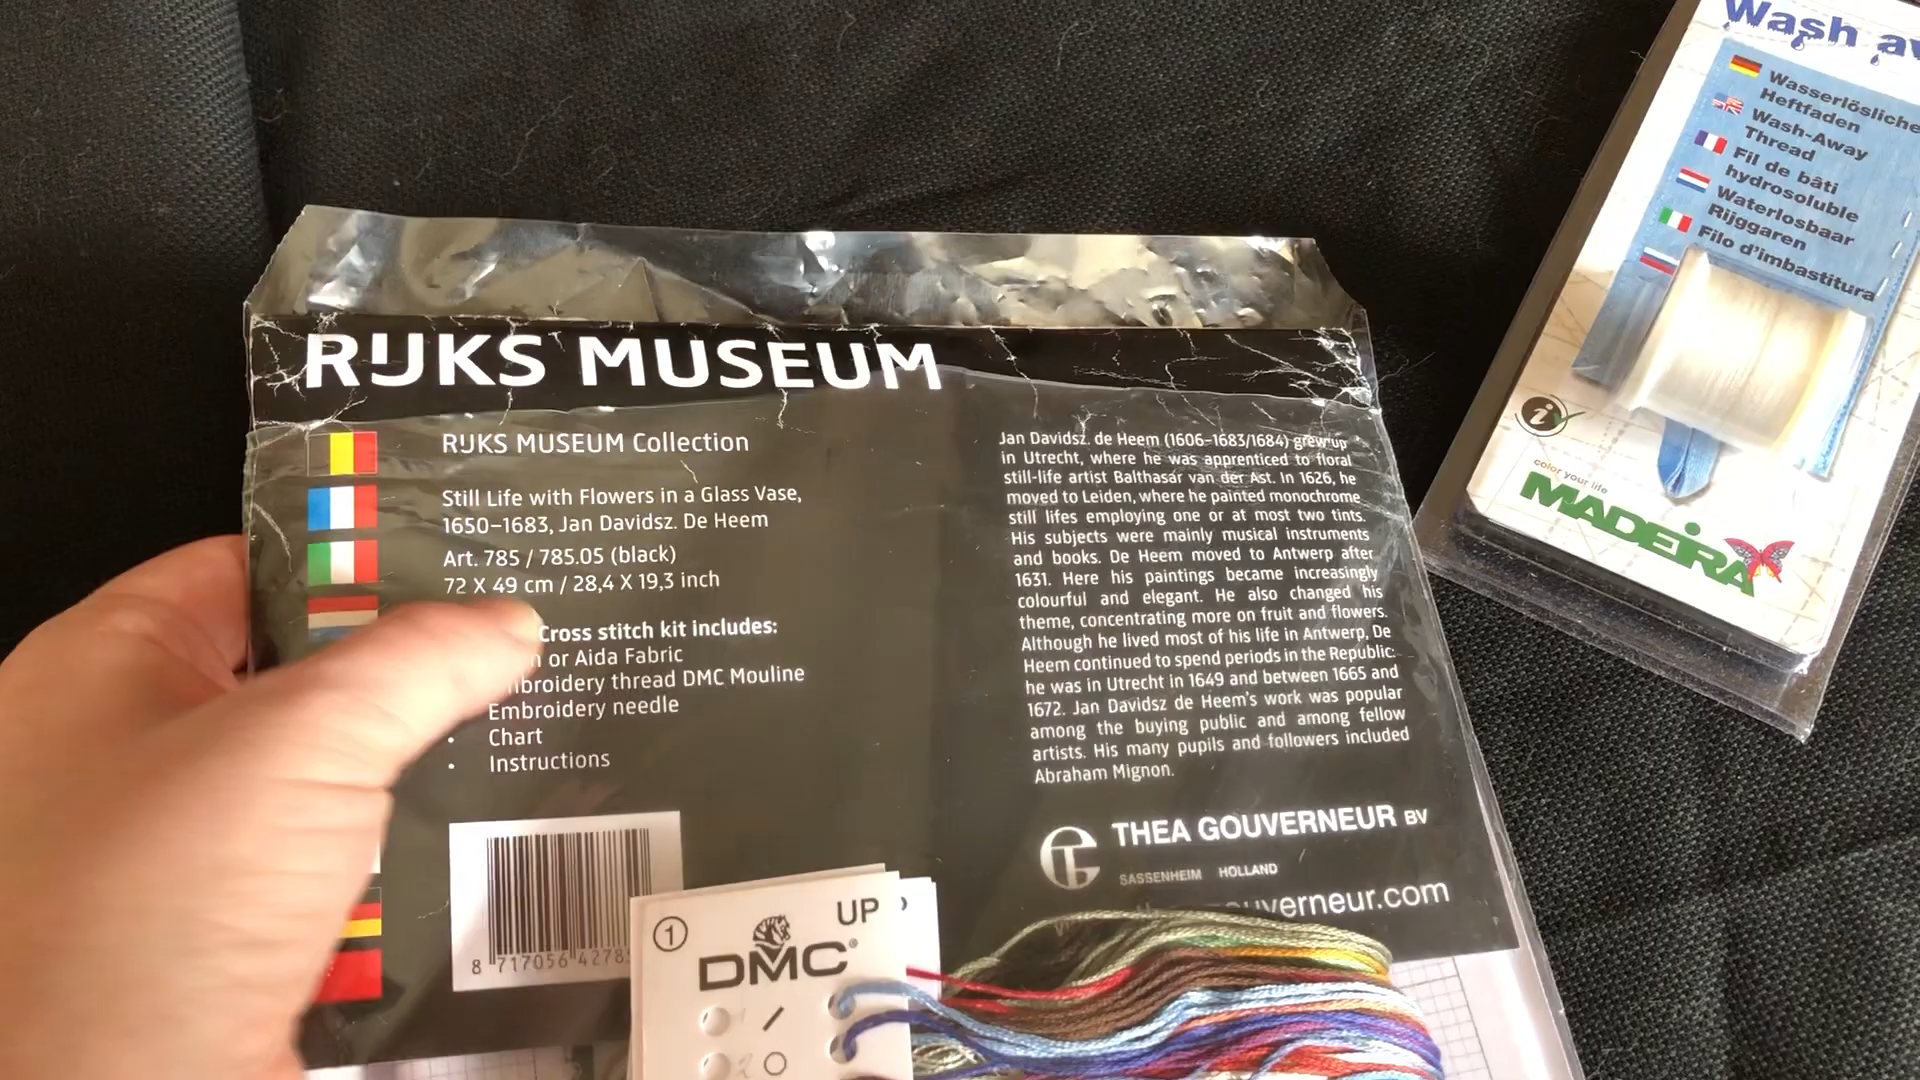 RIJKS MUSEUM
RIJKS MUSEUM Collection
Still Life with Flowers in a Glass Vase,
1650–1683, Jan Davidsz. De Heem
Art. 785 / 785.05 (black)
72 X 49 cm / 28,4 X 19,3 inch
Cross stitch kit includes:
or Aida Fabric
thread DMC Mouline
Embroidery needle
• Chart
• Instructions
Jan Davidsz. de Heem (1606-1683/1684) grew up
in Utrecht, where he was apprenticed to floral
still-life artist Balthasar van der Ast. In 1626, he
moved to Leiden, where he painted monochrome
still lifes employing one or at most two tints.
His subjects were mainly musical instruments
and books. De Heem moved to Antwerp after
1631. Here his paintings became increasingly
colourful and elegant. He also changed his
theme, concentrating more on fruit and flowers.
Although he lived most of his life in Antwerp, De
Heem continued to spend periods in the Republic:
he was in Utrecht in 1649 and between 1665 and
1672. Jan Davidsz de Heem's work was popular
among the buying public and among fellow
artists. His many pupils and followers included
Abraham Mignon.
THEA GOUVERNEUR BV
SASSENHEIM HOLLAND
8 717056 4278
1 UP
DMC®
Wash
Wasserlösliche
Heftfaden
Wash-Away
Thread
Fil de bâti
hydrosoluble
Waterlosbaar
Rijggaren
Filo d'imbastitura
i
color your life
MADEIRA